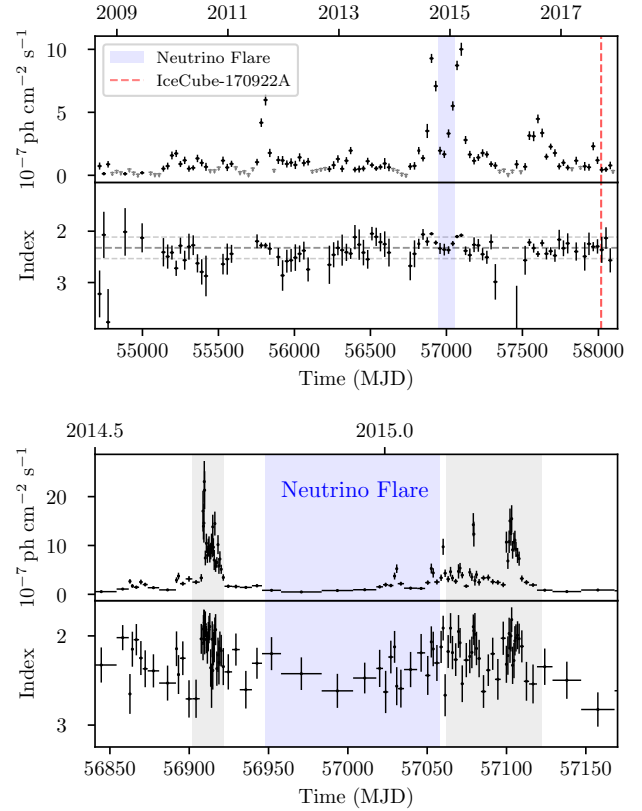 2009 2011 2014 2015 2017
10
5
0
10⁻⁷ ph cm⁻² s⁻¹
Neutrino Flare
IceCube-170922A
2
3
Index
55000 55500 56000 56500 57000 57500 58000
Time (MJD)
2014.5 2015.0
20
10
0
10⁻⁷ ph cm⁻² s⁻¹
Neutrino Flare
2
3
Index
56850 56900 56950 57000 57050 57100 57150
Time (MJD)